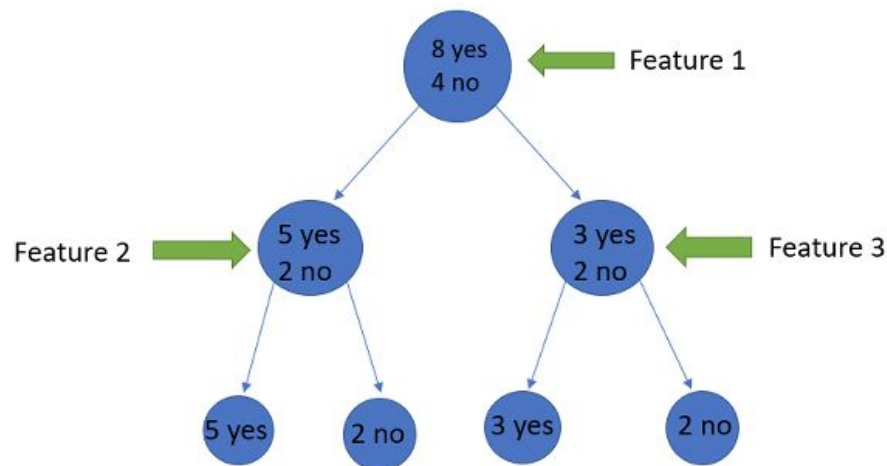 8 yes
4 no
Feature 1
Feature 2
5 yes
2 no
3 yes
2 no
Feature 3
5 yes
2 no
3 yes
2 no